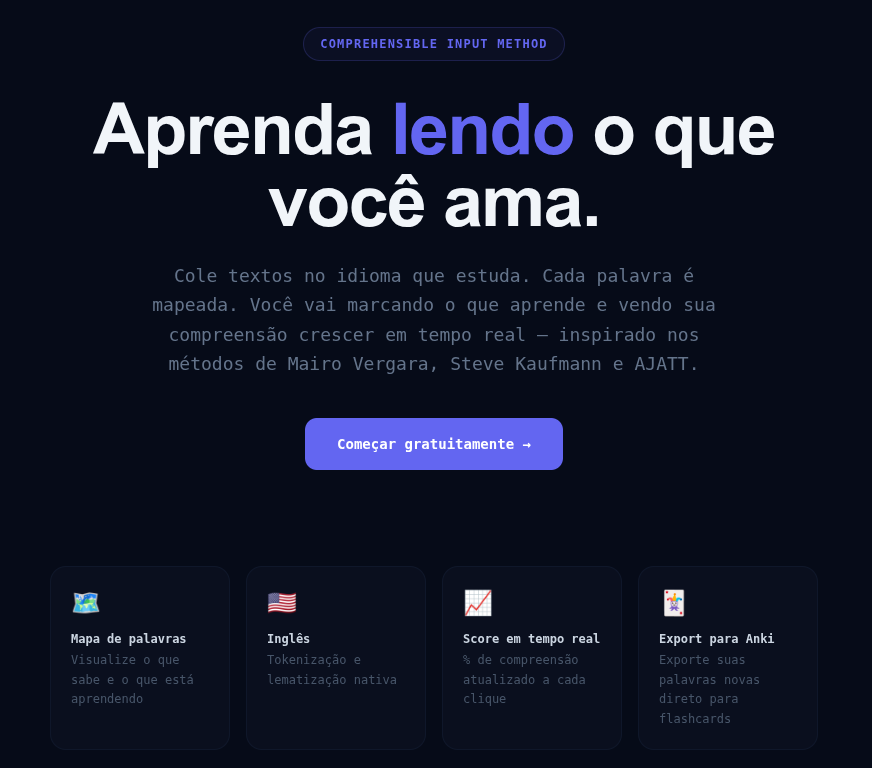 COMPREHENSIBLE INPUT METHOD
Aprenda lendo o que
você ama.
Cole textos no idioma que estuda. Cada palavra é
mapeada. Você vai marcando o que aprende e vendo sua
compreensão crescer em tempo real — inspirado nos
métodos de Mairo Vergara, Steve Kaufmann e AJATT.
Começar gratuitamente →
Mapa de palavras
Visualize o que
sabe e o que está
aprendendo
Inglês
Tokenização e
lematização nativa
Score em tempo real
% de compreensão
atualizado a cada
clique
Export para Anki
Exporte suas
palavras novas
direto para
flashcards